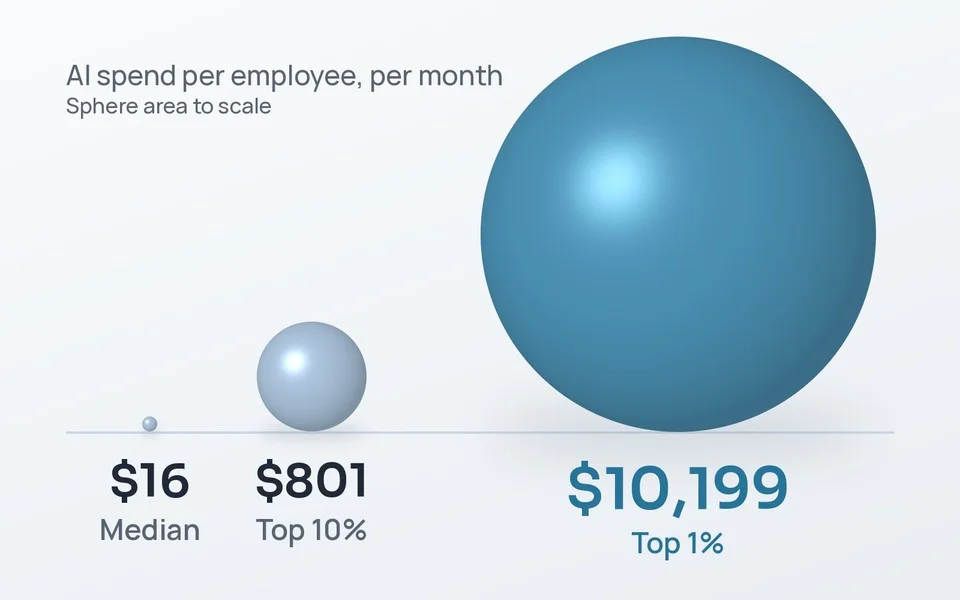 AI spend per employee, per month
Sphere area to scale
$16
Median
$801
Top 10%
$10,199
Top 1%